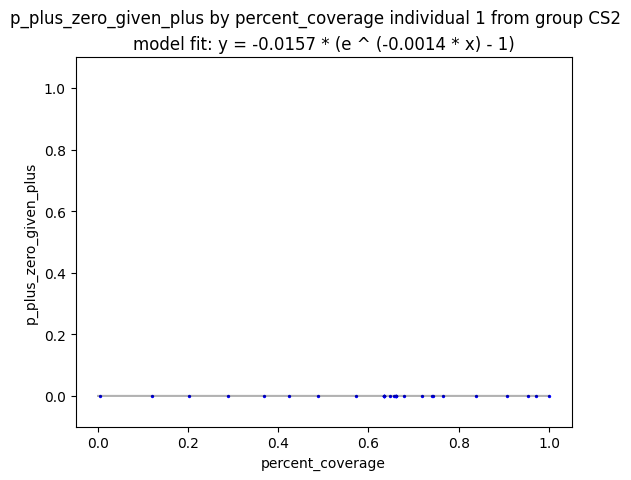 p_plus_zero_given_plus by percent_coverage individual 1 from group CS2
model fit: y = -0.0157 * (e ^ (-0.0014 * x) - 1)
1.0
0.8
0.6
0.4
0.2
0.0
p_plus_zero_given_plus
0.0 0.2 0.4 0.6 0.8 1.0
percent_coverage